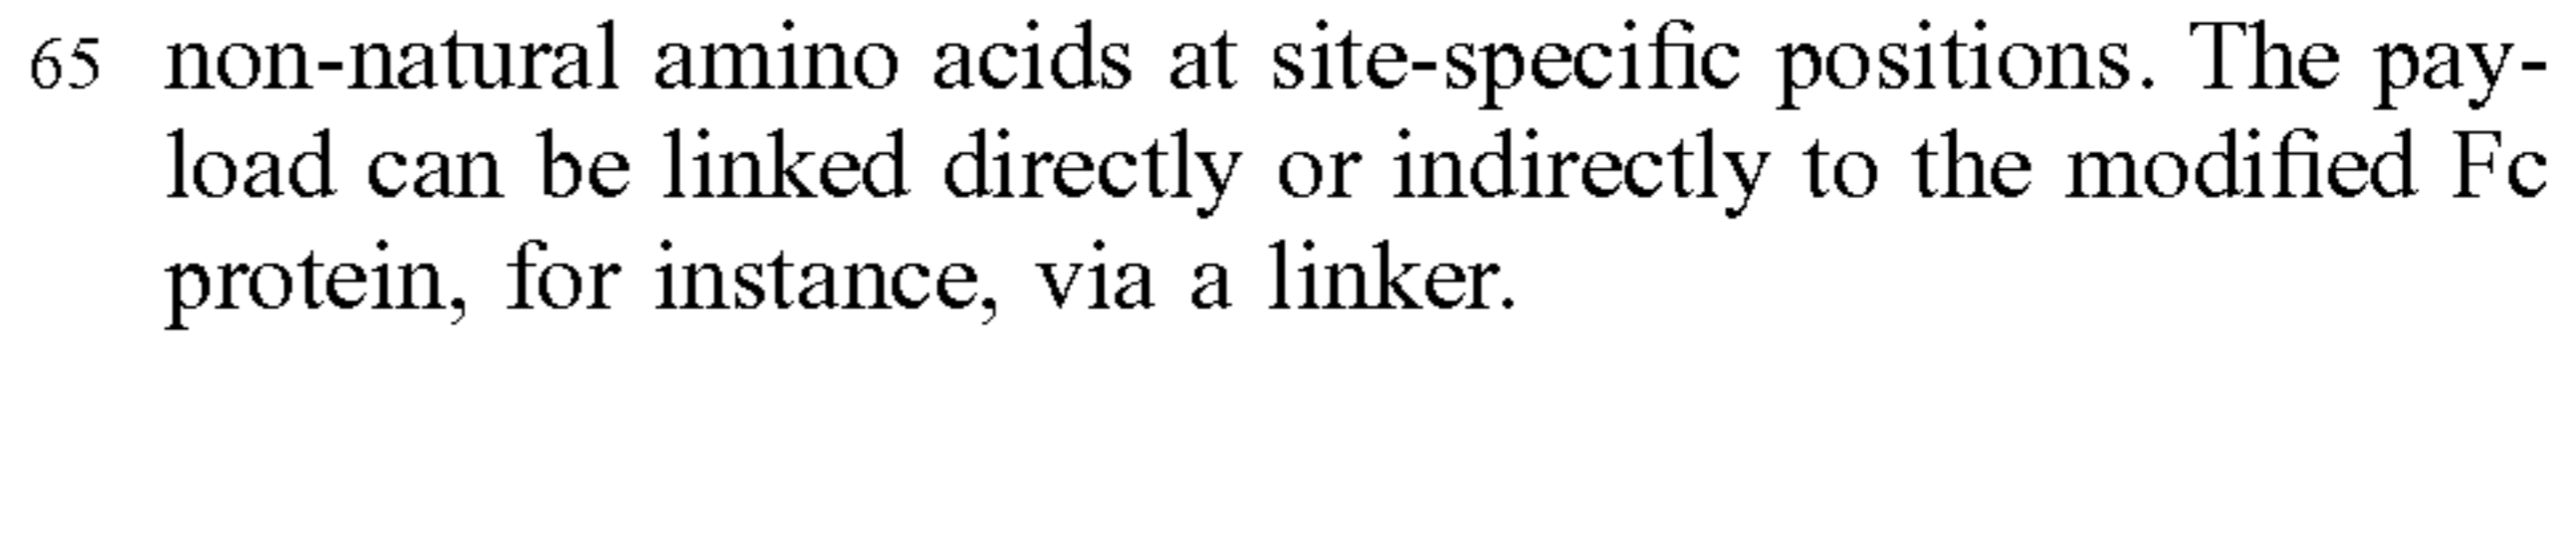 65 non-natural amino acids at site-specific positions. The pay-
load can be linked directly or indirectly to the modified Fc
protein, for instance, via a linker.